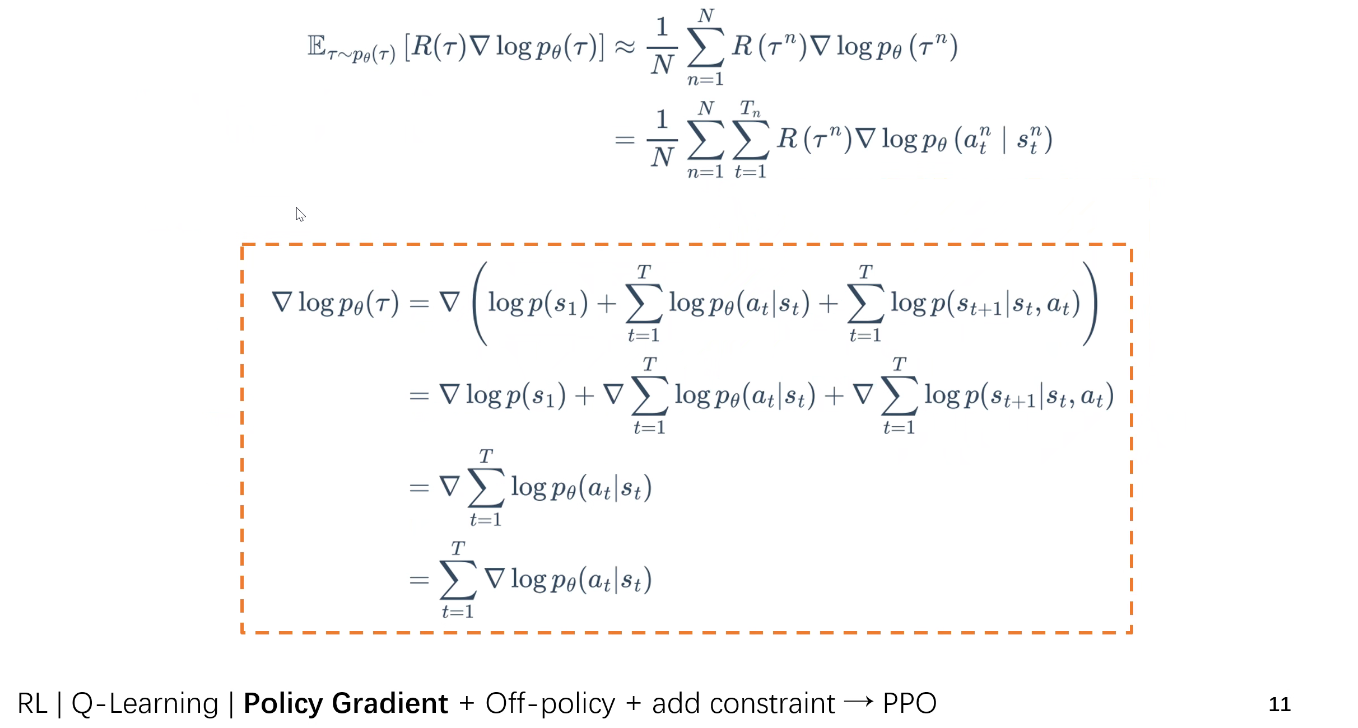 $\mathbb{E}_{\tau \sim p_\theta(\tau)} [R(\tau) \nabla \log p_\theta(\tau)] \approx \frac{1}{N} \sum_{n=1}^{N} R(\tau^n) \nabla \log p_\theta(\tau^n)$
$= \frac{1}{N} \sum_{n=1}^{N} \sum_{t=1}^{T_n} R(\tau^n) \nabla \log p_\theta(a_t^n \mid s_t^n)$
$\nabla \log p_\theta(\tau) = \nabla \left( \log p(s_1) + \sum_{t=1}^{T} \log p_\theta(a_t|s_t) + \sum_{t=1}^{T} \log p(s_{t+1}|s_t, a_t) \right)$
$= \nabla \log p(s_1) + \nabla \sum_{t=1}^{T} \log p_\theta(a_t|s_t) + \nabla \sum_{t=1}^{T} \log p(s_{t+1}|s_t, a_t)$
$= \nabla \sum_{t=1}^{T} \log p_\theta(a_t|s_t)$
$= \sum_{t=1}^{T} \nabla \log p_\theta(a_t|s_t)$
RL | Q-Learning | Policy Gradient + Off-policy + add constraint → PPO
11